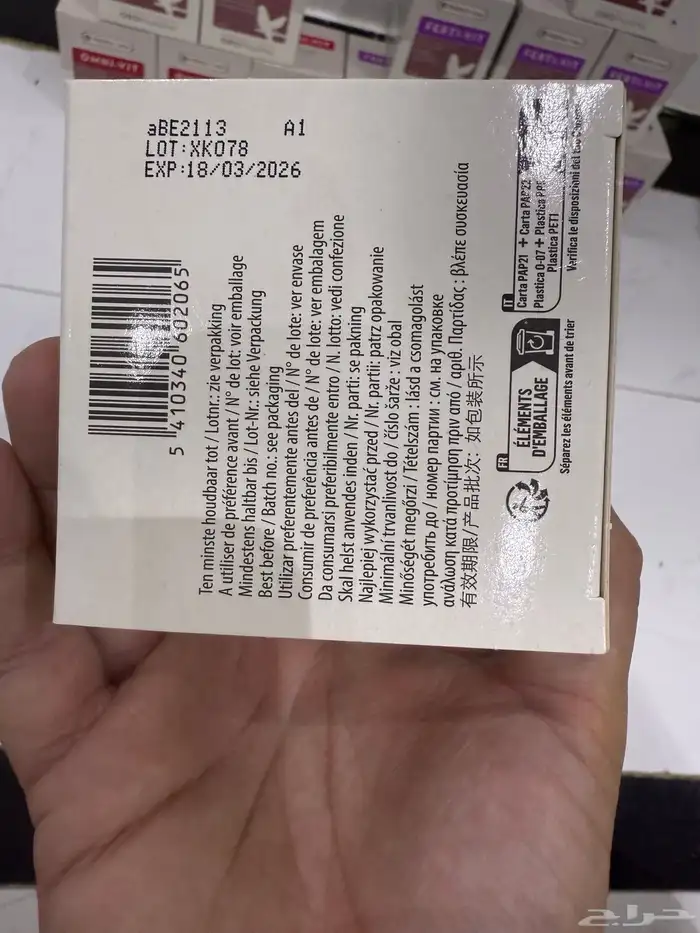 OMNI-VIT
FERTI-VIT
FERTI-VIT
aBE2113 A1
LOT:XK078
EXP:18/03/2026
5 410340 602065
Ten minste houdbaar tot / Lotnr.: zie verpakking
A utiliser de préférence avant / N° de lot: voir emballage
Mindestens haltbar bis / Lot-Nr.: siehe Verpackung
Best before / Batch no.: see packaging
Utilizar preferentemente antes del / N° de lote: ver envase
Consumir de preferência antes de / N° de lote: ver embalagem
Da consumarsi preferibilmente entro / N. lotto: vedi confezione
Skal helst anvendes inden / Nr. parti: se pakning
Najlepiej wykorzystać przed / Nr. partii: patrz opakowanie
Minimální trvanlivost do / číslo šarže : viz obal
Minőségét megőrzi / Tételszám : lásd a csomagolást
употребить до / номер партии : см. на упаковке
ανάλωση κατά προτίμηση πριν από / αριθ. Παρτίδας : βλέπε συσκευασία
有效期限/产品批次: 如包装所示
FR
ÉLÉMENTS
D'EMBALLAGE
Séparez les éléments avant de trier
IT
Carta PAP21 + Carta PAP22
Plastica O-07 + Plastica
Plastica PET1
Verifica le disposizioni del tuo
حراج